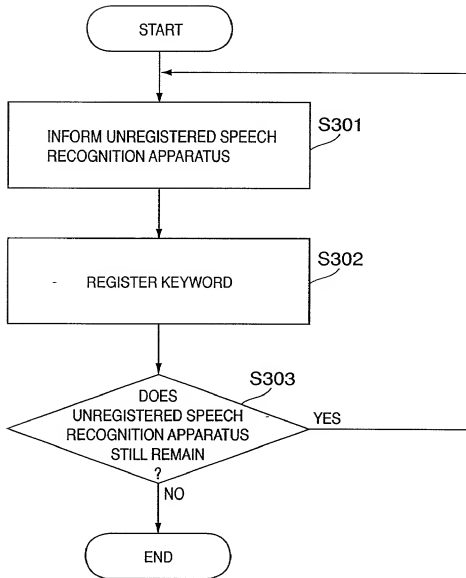 START
INFORM UNREGISTERED SPEECH
RECOGNITION APPARATUS
S301
REGISTER KEYWORD
S302
S303
DOES
UNREGISTERED SPEECH
RECOGNITION APPARATUS
STILL REMAIN
?
YES
NO
END